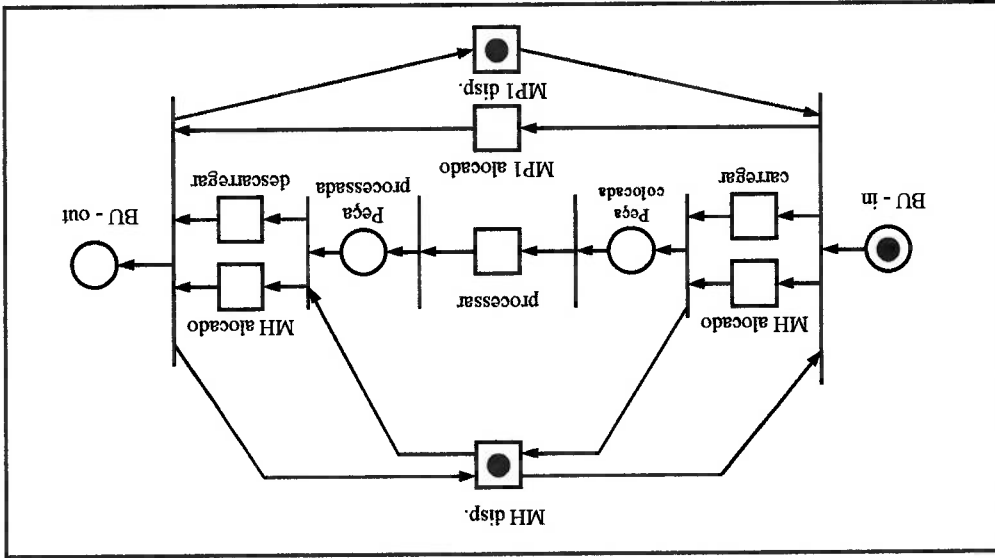 MH disp.
MH alocado
processar
MH alocado
BU - in
carregar
Peça
colocada
Peça
processada
descarregar
BU - out
MP1 alocado
MP1 disp.